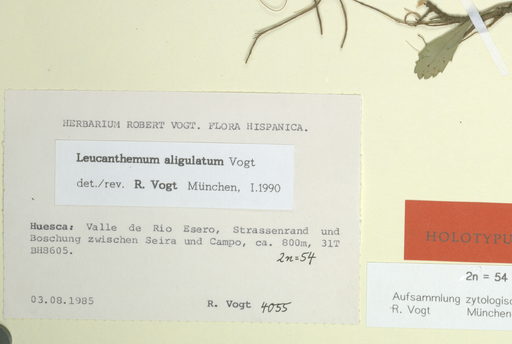 HERBARIUM ROBERT VOGT. FLORA HISPANICA.
Leucanthemum aligulatum Vogt
det./rev. R. Vogt München, I.1990
Huesca: Valle de Rio Esero, Strassenrand und
Boschung zwischen Seira und Campo, ca. 800m, 31T
BH8605.
2n=54
03.08.1985
R. Vogt 4055
HOLOTYPU
2n = 54
Aufsammlung zytologisc
R. Vogt München